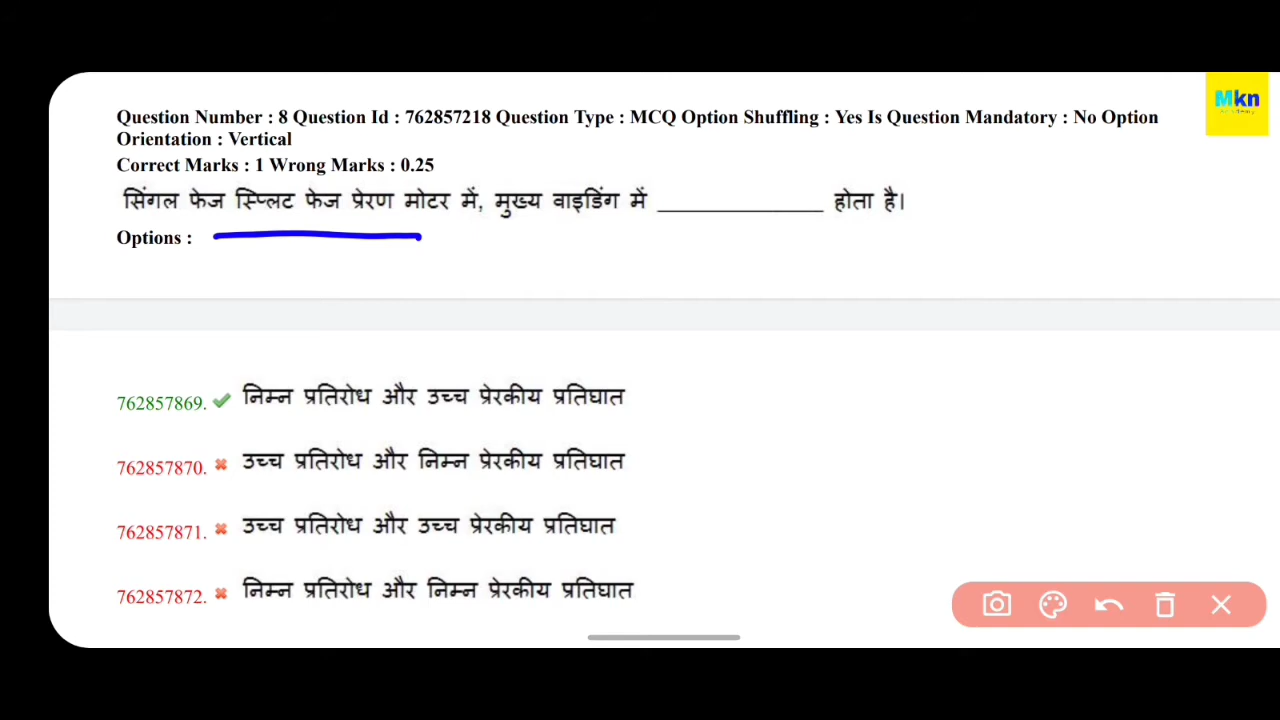 Mkn
Question Number : 8 Question Id : 762857218 Question Type : MCQ Option Shuffling : Yes Is Question Mandatory : No Option
Orientation : Vertical
Correct Marks : 1 Wrong Marks : 0.25
सिंगल फेज स्प्लिट फेज प्रेरण मोटर में, मुख्य वाइडिंग में ______________ होता है।
Options :
762857869. ✔ निम्न प्रतिरोध और उच्च प्रेरकीय प्रतिघात
762857870. ✖ उच्च प्रतिरोध और निम्न प्रेरकीय प्रतिघात
762857871. ✖ उच्च प्रतिरोध और उच्च प्रेरकीय प्रतिघात
762857872. ✖ निम्न प्रतिरोध और निम्न प्रेरकीय प्रतिघात